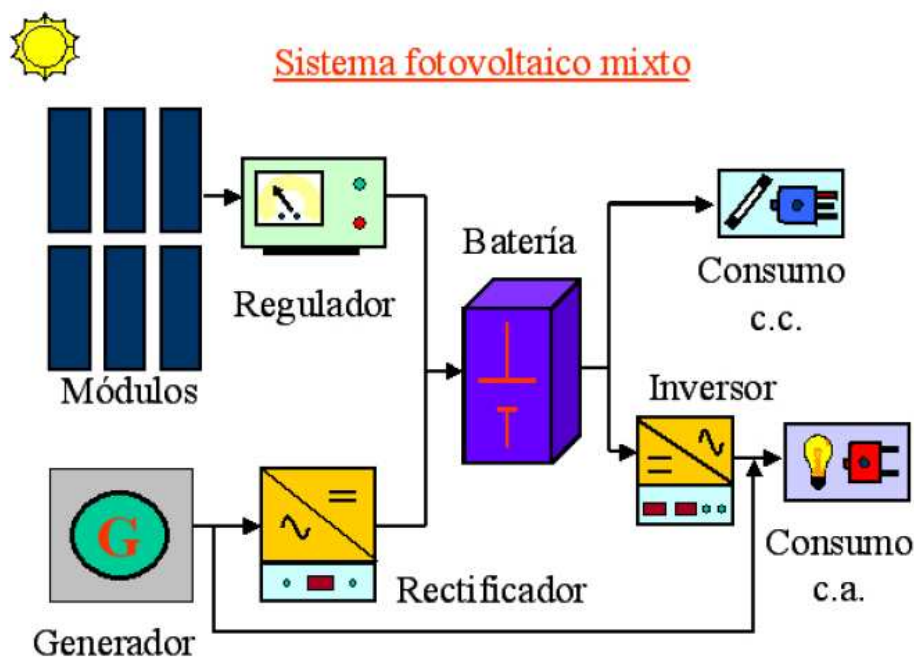 Sistema fotovoltaico mixto
Batería
Consumo
c.c.
Regulador
Módulos
Inversor
G
Rectificador
Consumo
c.a.
Generador